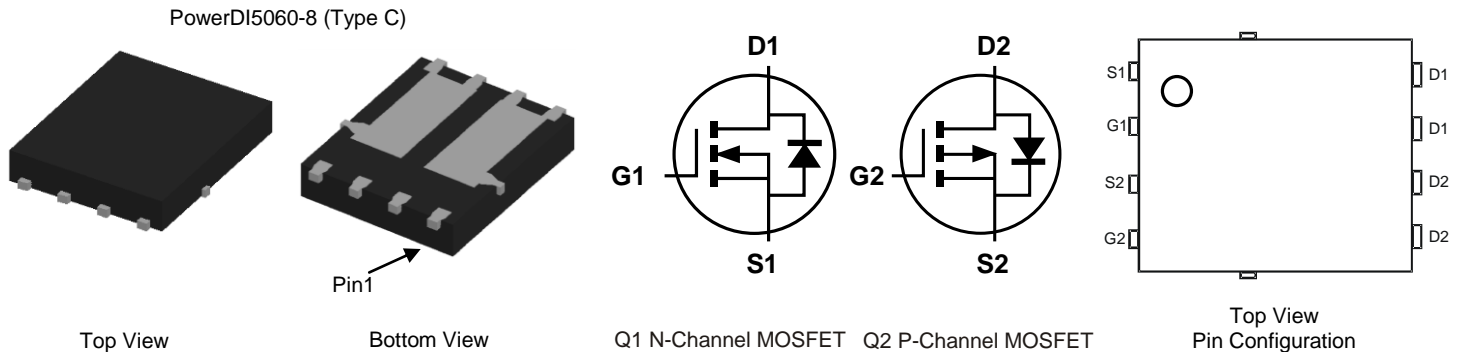 PowerDI5060-8 (Type C)
Pin1
Top View
Bottom View
D1
G1
S1
Q1 N-Channel MOSFET
D2
G2
S2
Q2 P-Channel MOSFET
S1
G1
S2
G2
D1
D1
D2
D2
Top View
Pin Configuration